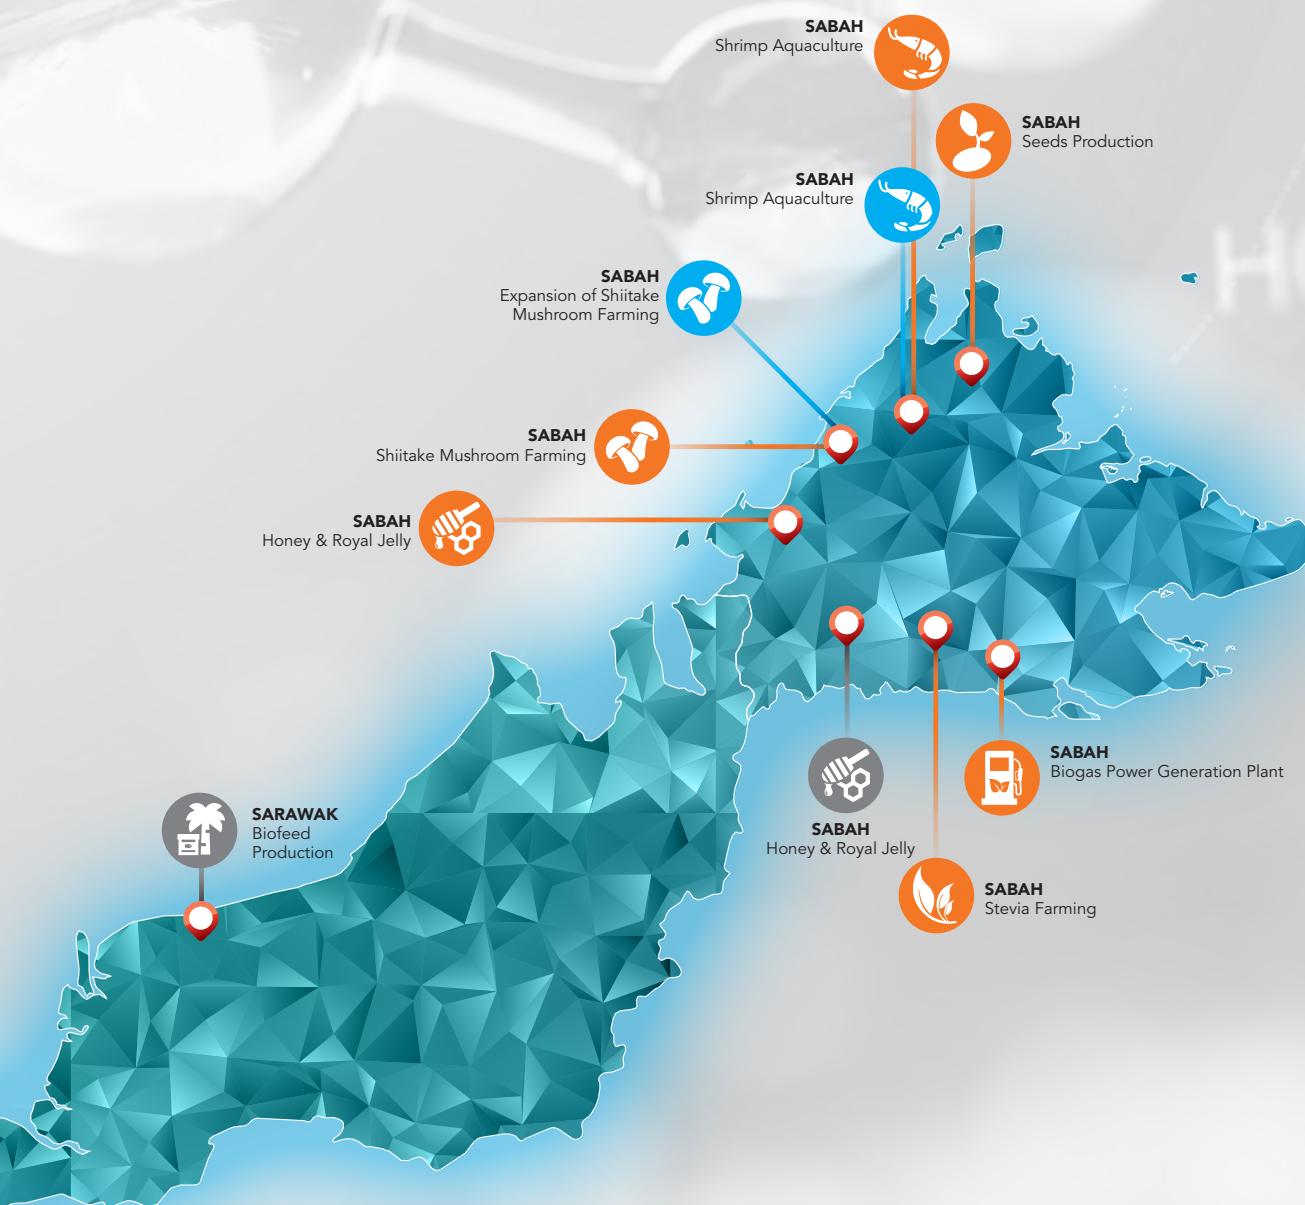 SABAH
Shrimp Aquaculture
SABAH
Seeds Production
SABAH
Shrimp Aquaculture
SABAH
Expansion of Shiitake
Mushroom Farming
SABAH
Shiitake Mushroom Farming
SABAH
Honey & Royal Jelly
SABAH
Biogas Power Generation Plant
SARAWAK
Biofeed
Production
SABAH
Honey & Royal Jelly
SABAH
Stevia Farming